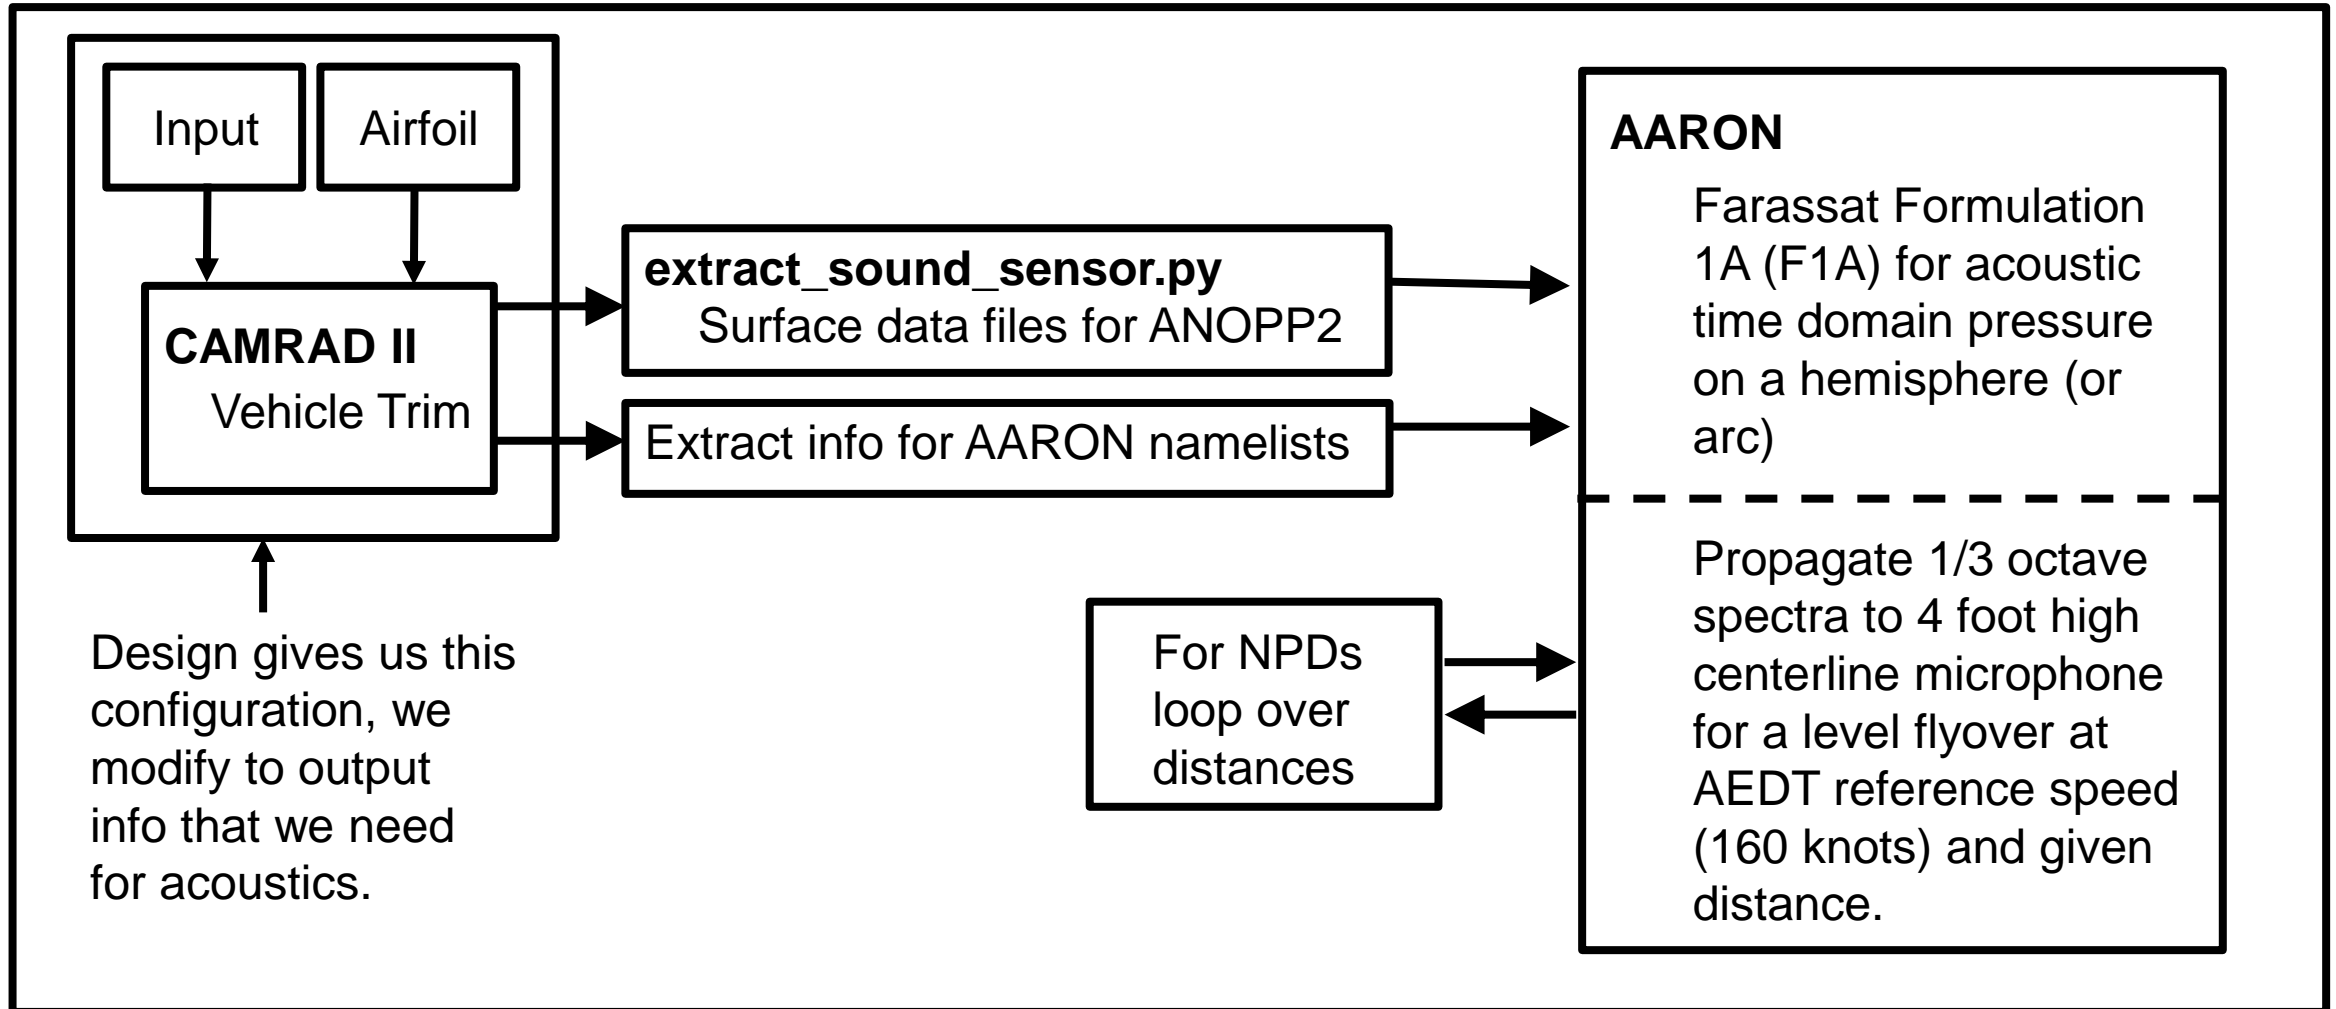 Input
Airfoil
CAMRAD II
Vehicle Trim
Design gives us this
configuration, we
modify to output
info that we need
for acoustics.
extract_sound_sensor.py
Surface data files for ANOPP2
Extract info for AARON namelists
For NPDs
loop over
distances
AARON
Farassat Formulation
1A (F1A) for acoustic
time domain pressure
on a hemisphere (or
arc)
Propagate 1/3 octave
spectra to 4 foot high
centerline microphone
for a level flyover at
AEDT reference speed
(160 knots) and given
distance.